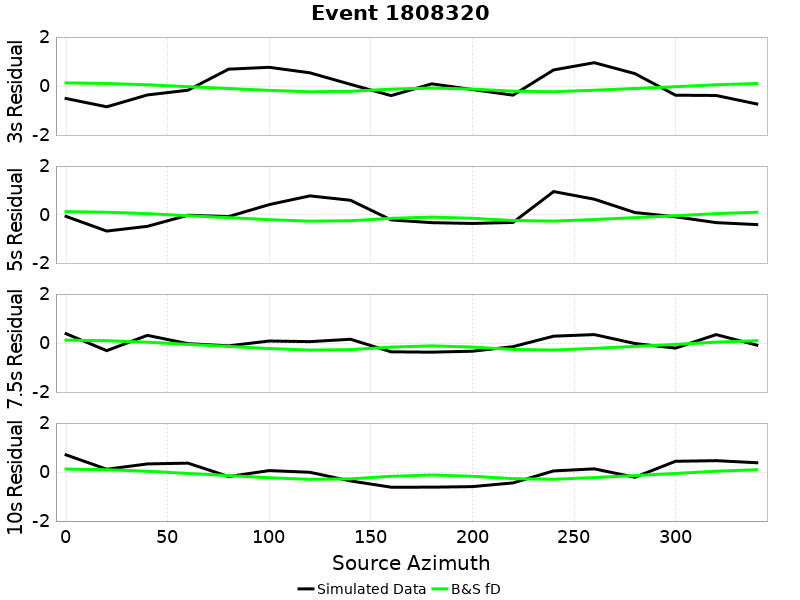 Event 1808320
3s Residual
2
0
-2
5s Residual
2
0
-2
7.5s Residual
2
0
-2
10s Residual
2
0
-2
0 50 100 150 200 250 300
Source Azimuth
Simulated Data B&S fD